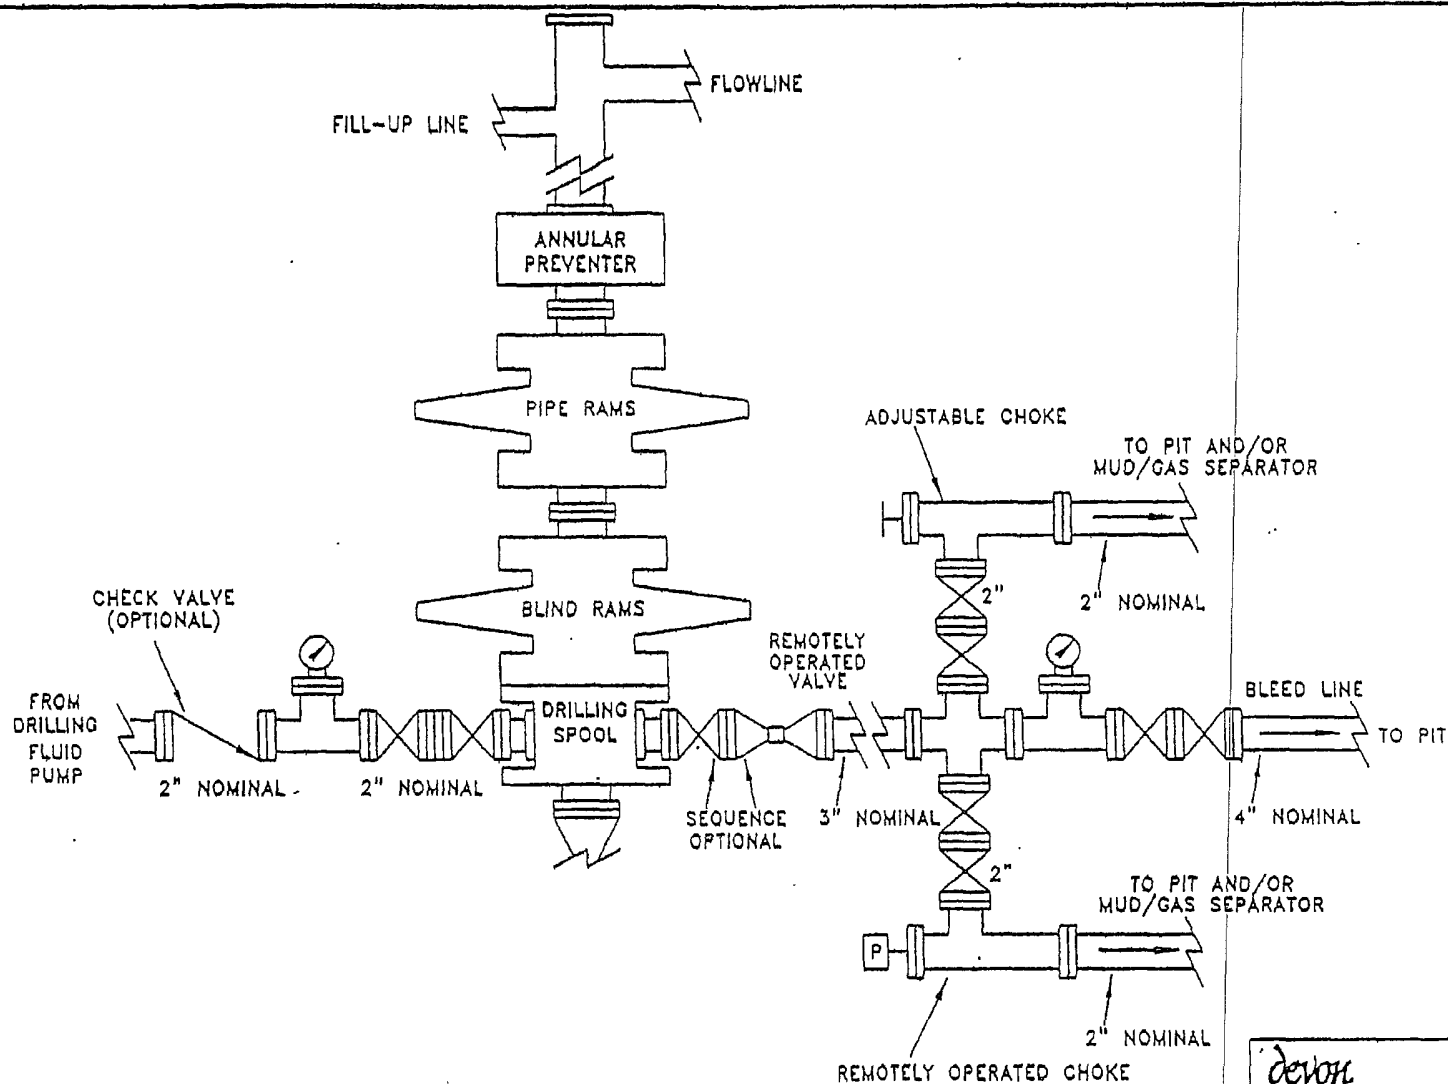 FLOWLINE
FILL-UP LINE
ANNULAR
PREVENTER
PIPE RAMS
ADJUSTABLE CHOKE
TO PIT AND/OR
MUD/GAS SEPARATOR
2"
2" NOMINAL
BLIND RAMS
CHECK VALVE
(OPTIONAL)
REMOTELY
OPERATED
VALVE
FROM
DRILLING
FLUID
PUMP
DRILLING
SPOOL
BLEED LINE
TO PIT
2" NOMINAL
2" NOMINAL
SEQUENCE
OPTIONAL
3" NOMINAL
4" NOMINAL
2"
TO PIT AND/OR
MUD/GAS SEPARATOR
P
2" NOMINAL
REMOTELY OPERATED CHOKE
devon